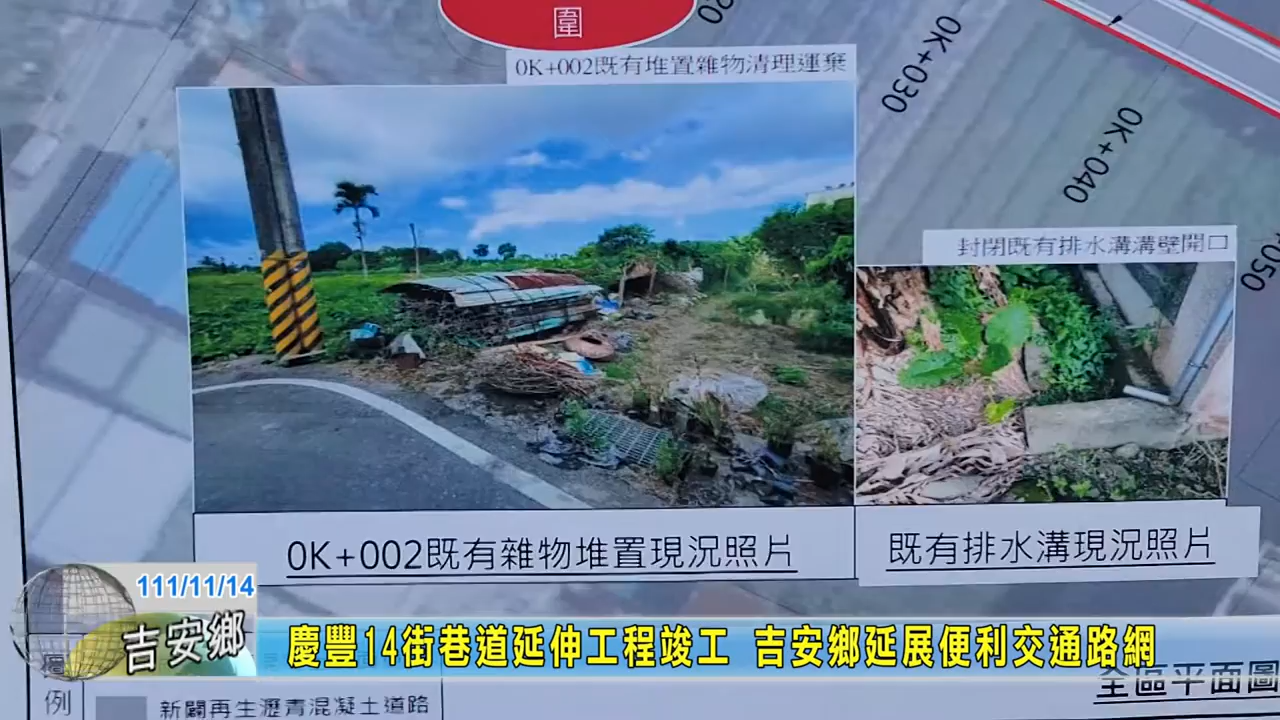 圍
0K+002既有堆置雜物清理運棄
0K+030
0K+040
封閉既有排水溝溝壁開口
0K+002既有雜物堆置現況照片
既有排水溝現況照片
111/11/14
吉安鄉
慶豐14街巷道延伸工程竣工 吉安鄉延展便利交通路網
全區平面圖
例
新闢再生瀝青混凝土道路